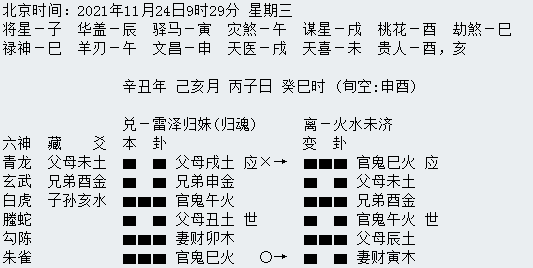 北京时间：2021年11月24日9时29分 星期三
将星－子 华盖－辰 驿马－寅 灾煞－午 谋星－戌 桃花－酉 劫煞－巳
禄神－巳 羊刃－午 文昌－申 天医－戌 天喜－未 贵人－酉，亥
辛丑年 己亥月 丙子日 癸巳时 (旬空:申酉)
兑－雷泽归妹(归魂) 离－火水未济
六神 藏 爻 本 卦 变 卦
青龙 父母未土 父母戌土 应×→ 官鬼巳火 应
玄武 兄弟酉金 兄弟申金 父母未土
白虎 子孙亥水 官鬼午火 兄弟酉金
螣蛇 父母丑土 世 官鬼午火 世
勾陈 妻财卯木 父母辰土
朱雀 官鬼巳火 ○→ 妻财寅木